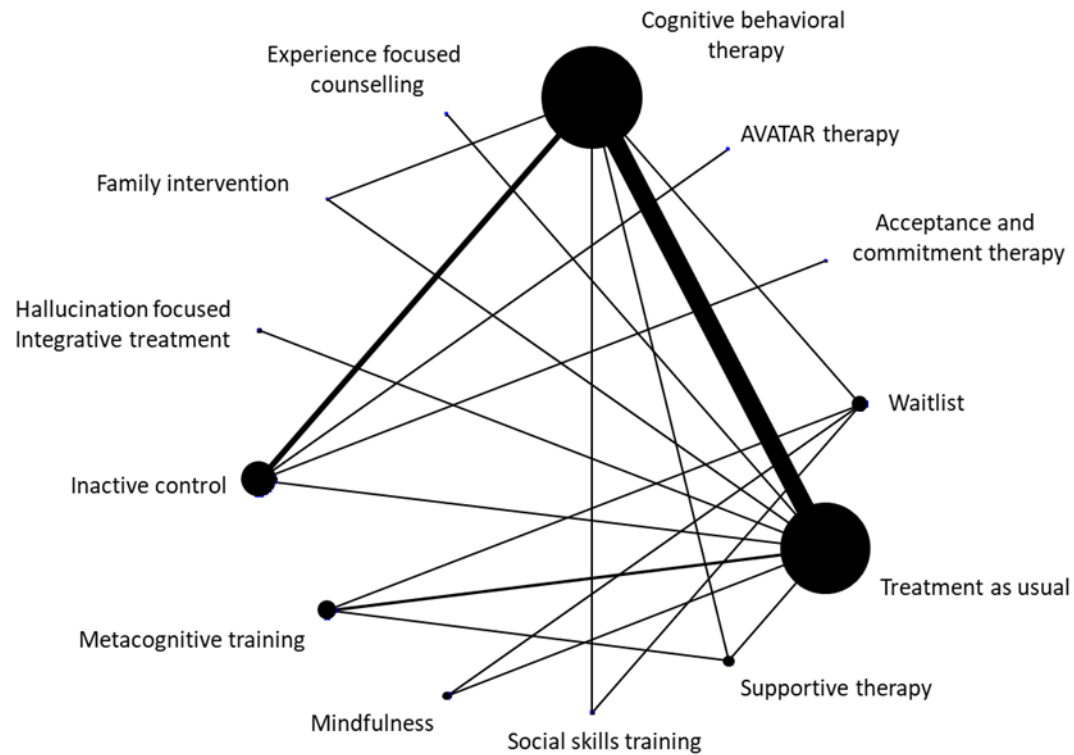 Cognitive behavioral
therapy
Experience focused
counselling
AVATAR therapy
Family intervention
Acceptance and
commitment therapy
Hallucination focused
Integrative treatment
Waitlist
Inactive control
Treatment as usual
Metacognitive training
Supportive therapy
Mindfulness
Social skills training